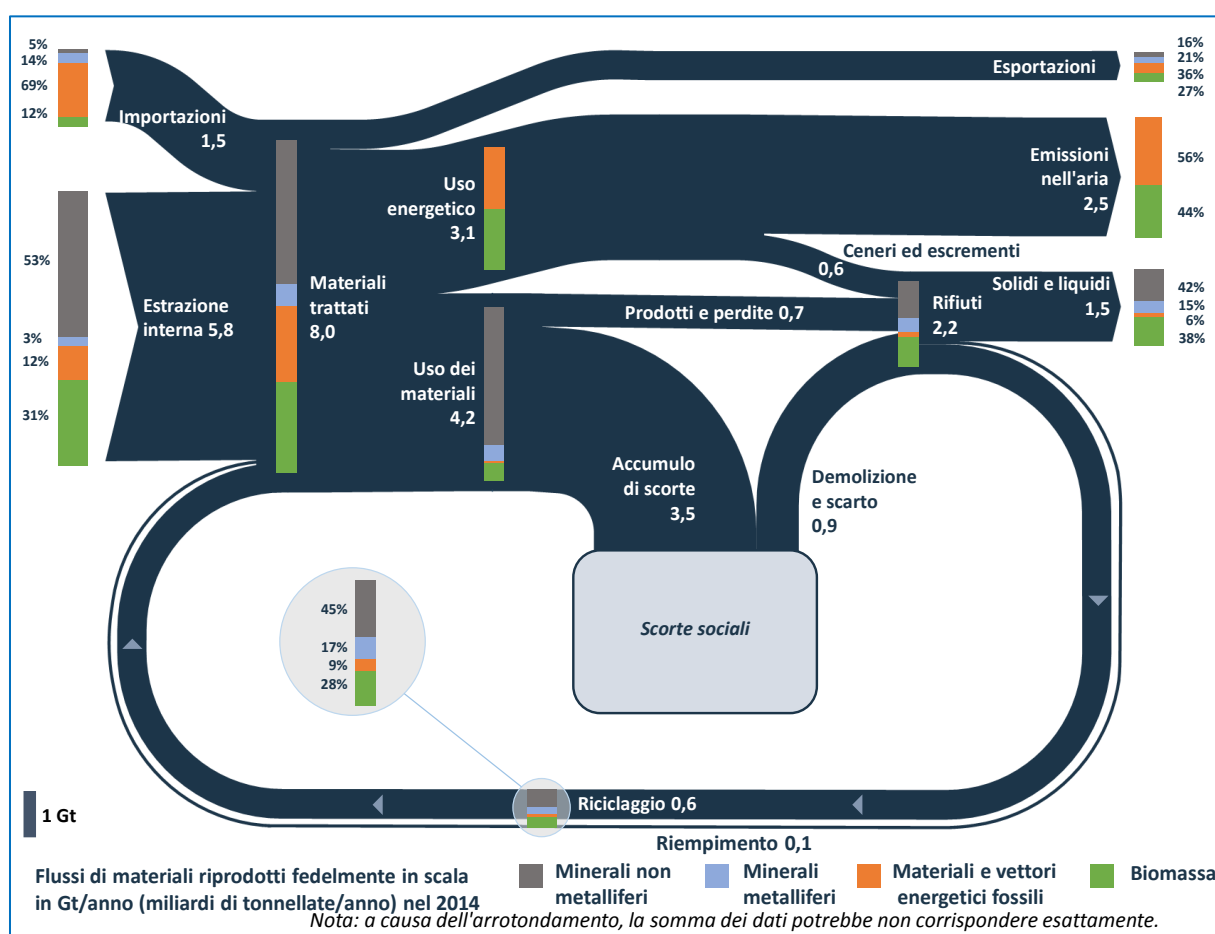 5%
14%
69%
12%
Importazioni
1,5
53%
3%
12%
31%
Estrazione
interna 5,8
Materiali
trattati
8,0
Uso
energetico
3,1
Uso dei
materiali
4,2
Esportazioni
16%
21%
36%
27%
Emissioni
nell'aria
2,5
56%
44%
Ceneri ed escrementi
0,6
Prodotti e perdite 0,7
Rifiuti
2,2
Solidi e liquidi
1,5
42%
15%
6%
38%
Accumulo
di scorte
3,5
Demolizione
e scarto
0,9
Scorte sociali
45%
17%
9%
28%
Riciclaggio 0,6
Riempimento 0,1
1 Gt
Flussi di materiali riprodotti fedelmente in scala
in Gt/anno (miliardi di tonnellate/anno) nel 2014
Minerali non
metalliferi
Minerali
metalliferi
Materiali e vettori
energetici fossili
Biomassa
Nota: a causa dell'arrotondamento, la somma dei dati potrebbe non corrispondere esattamente.